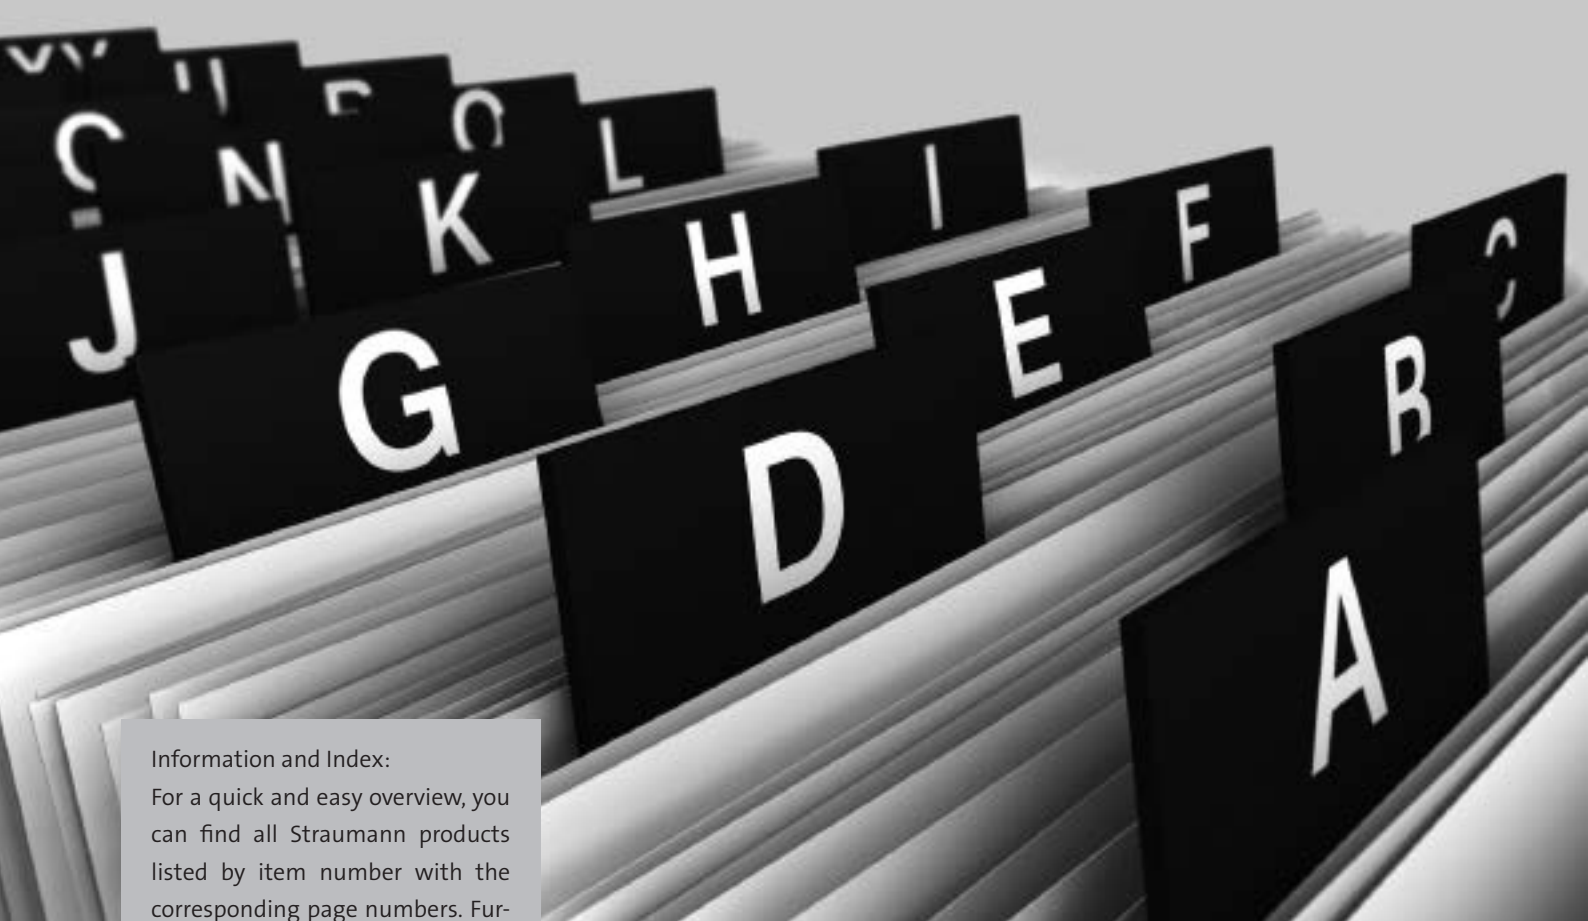 U
O
L
I
F
C
N
K
H
E
B
J
G
D
A
Information and Index:
For a quick and easy overview, you
can find all Straumann products
listed by item number with the
corresponding page numbers. Fur-